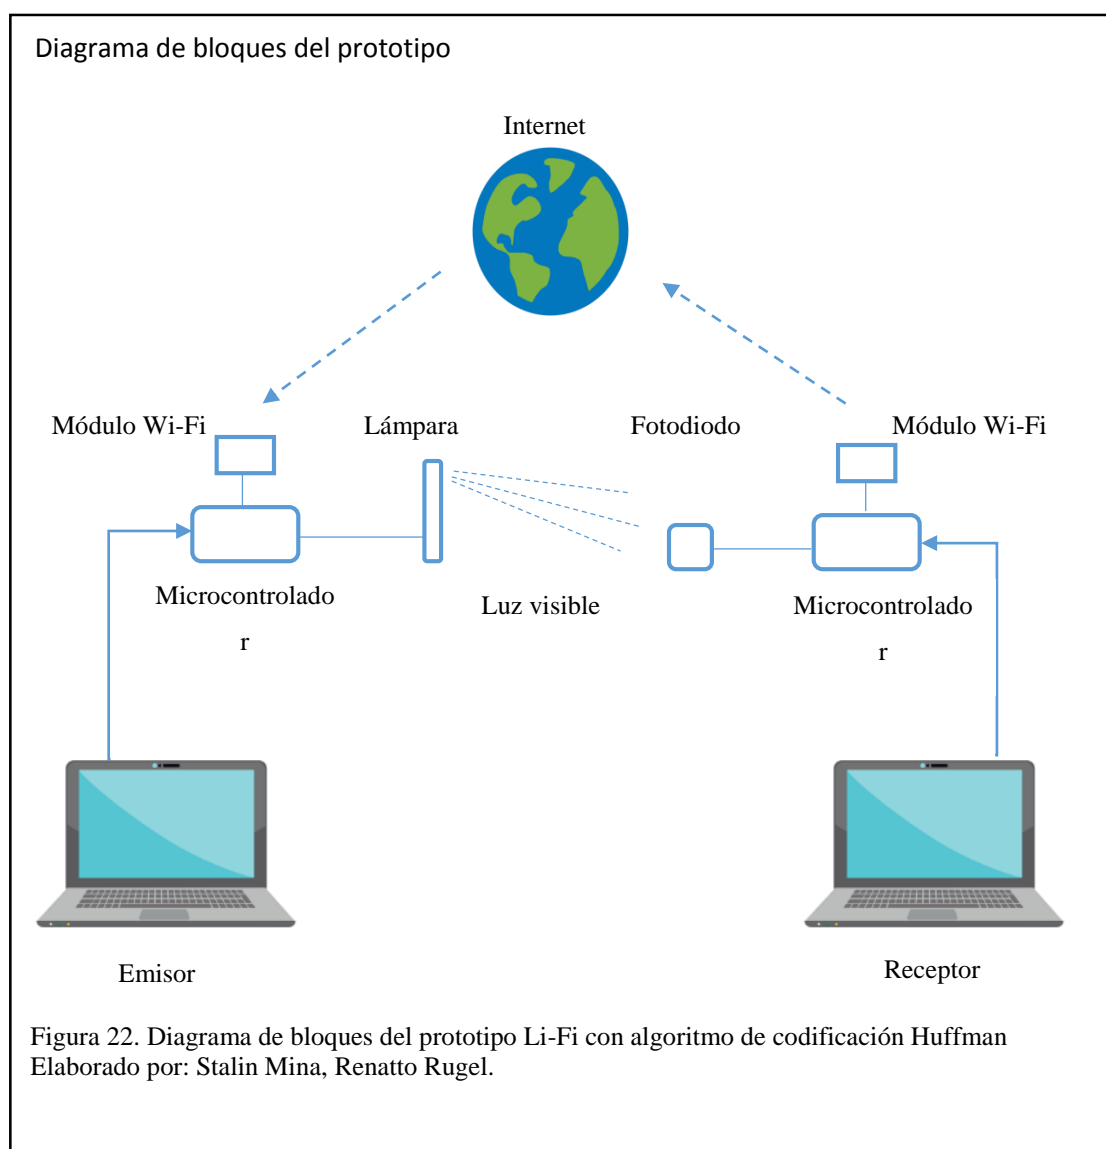 Diagrama de bloques del prototipo
Internet
Módulo Wi-Fi
Lámpara
Fotodiodo
Módulo Wi-Fi
Microcontrolado
r
Luz visible
Microcontrolado
r
Emisor
Receptor
Figura 22. Diagrama de bloques del prototipo Li-Fi con algoritmo de codificación Huffman
Elaborado por: Stalin Mina, Renatto Rugel.